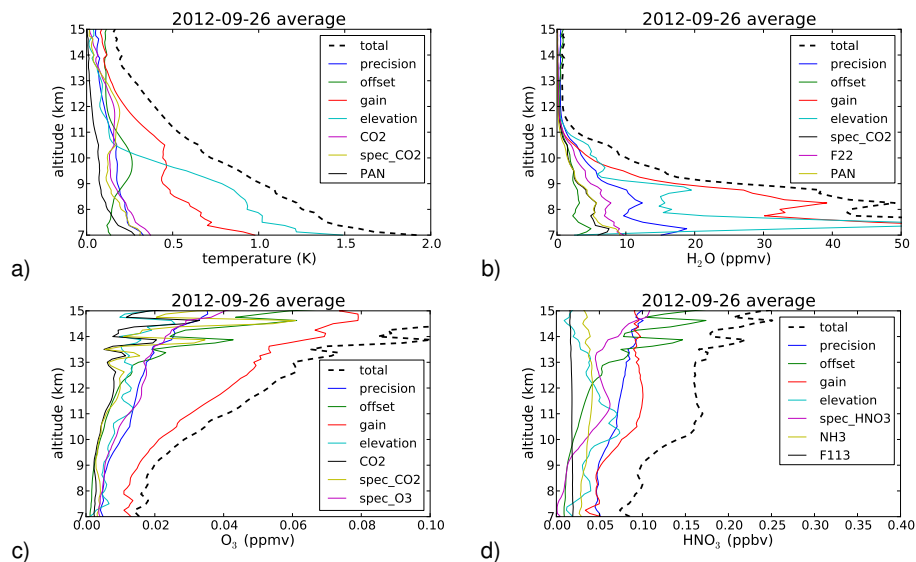 2012-09-26 average
15
14
13
12
11
10
9
8
7
altitude (km)
0.0 0.5 1.0 1.5 2.0
temperature (K)
total
precision
offset
gain
elevation
CO2
spec_CO2
PAN
a)
2012-09-26 average
15
14
13
12
11
10
9
8
7
altitude (km)
0 10 20 30 40 50
H₂O (ppmv)
total
precision
offset
gain
elevation
spec_CO2
F22
PAN
b)
2012-09-26 average
15
14
13
12
11
10
9
8
7
altitude (km)
0.00 0.02 0.04 0.06 0.08 0.10
O₃ (ppmv)
total
precision
offset
gain
elevation
CO2
spec_CO2
spec_O3
c)
2012-09-26 average
15
14
13
12
11
10
9
8
7
altitude (km)
0.00 0.05 0.10 0.15 0.20 0.25 0.30 0.35 0.40
HNO₃ (ppbv)
total
precision
offset
gain
elevation
spec_HNO3
NH3
F113
d)